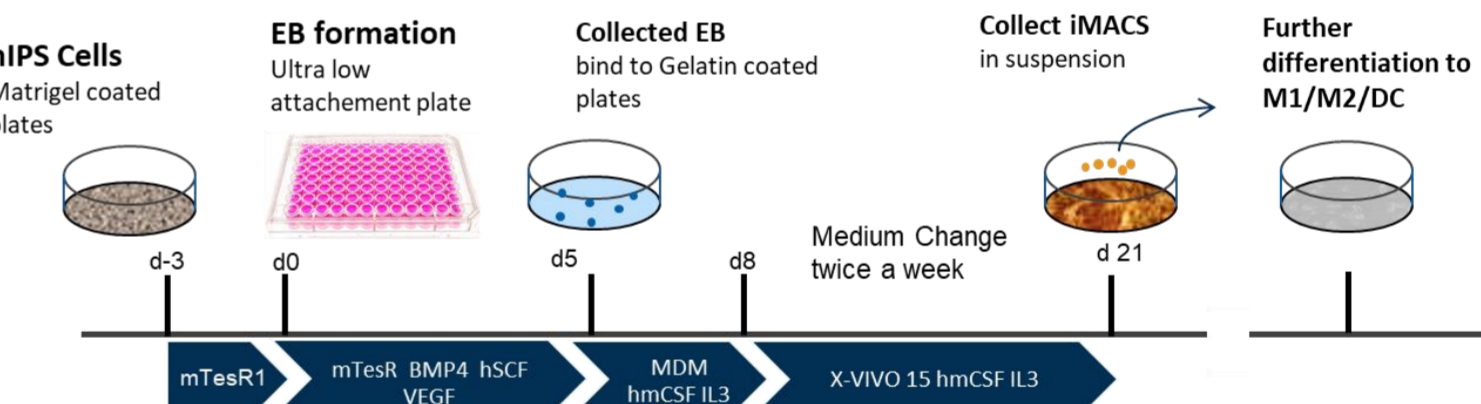 hIPS Cells
Matrigel coated
plates
EB formation
Ultra low
attachement plate
Collected EB
bind to Gelatin coated
plates
Collect iMACS
in suspension
Further
differentiation to
M1/M2/DC
d-3
d0
d5
d8
Medium Change
twice a week
d 21
mTesR1
mTesR BMP4 hSCF
VEGF
MDM
hmCSF IL3
X-VIVO 15 hmCSF IL3